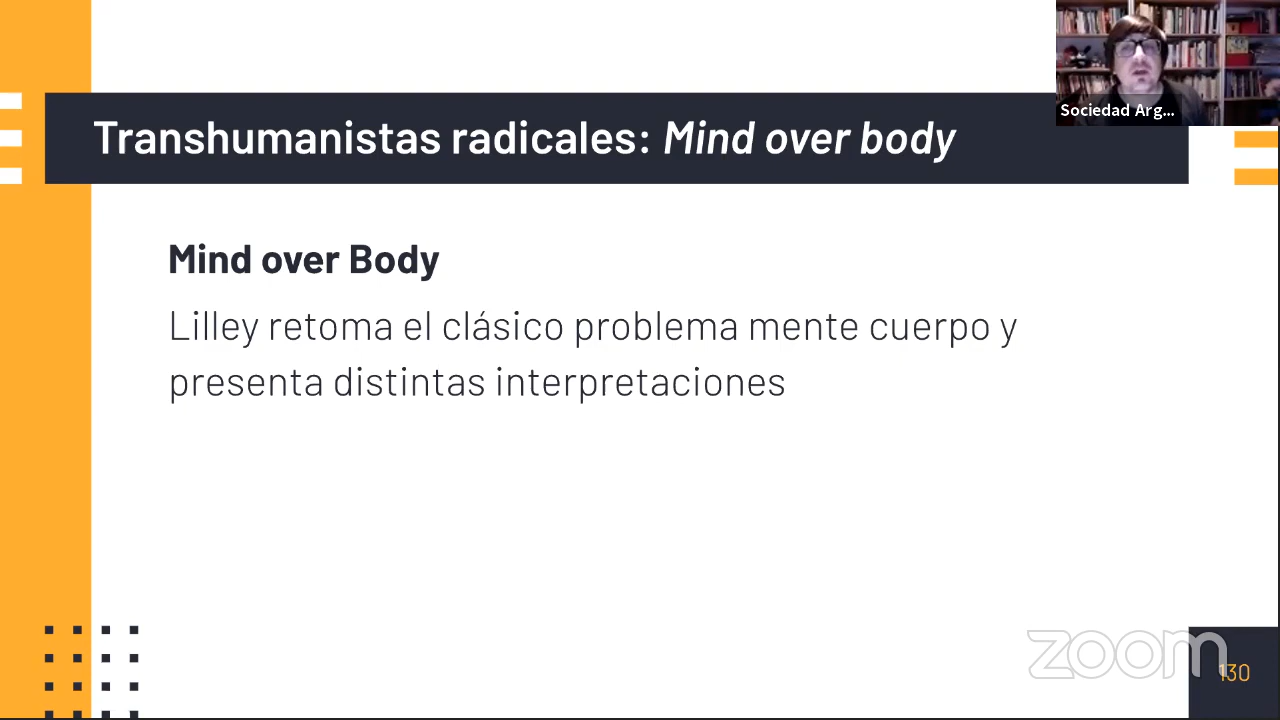 Sociedad Arg...
Transhumanistas radicales: Mind over body
Mind over Body
Lilley retoma el clásico problema mente cuerpo y
presenta distintas interpretaciones
zoom
130